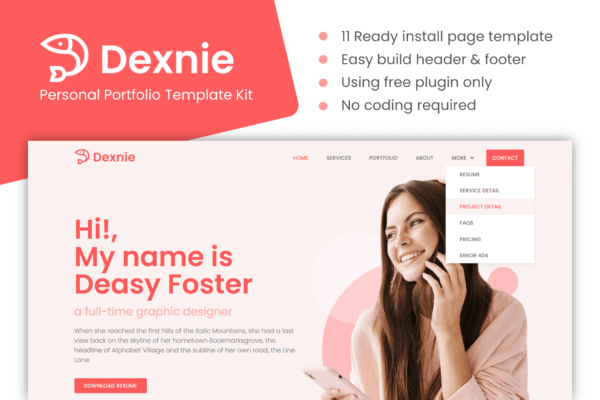 Dexnie
Personal Portfolio Template Kit
11 Ready install page template
Easy build header & footer
Using free plugin only
No coding required
Dexnie
HOME SERVICES PORTFOLIO ABOUT MORE CONTACT
RESUME
SERVICE DETAIL
PROJECT DETAIL
FAQS
PRICING
ERROR 404
Hi!,
My name is
Deasy Foster
a full-time graphic designer
When she reached the first hills of the Italic Mountains, she had a last
view back on the skyline of her hometown Bookmarksgrove, the
headline of Alphabet Village and the subline of her own road, the Line
Lane
DOWNLOAD RESUME